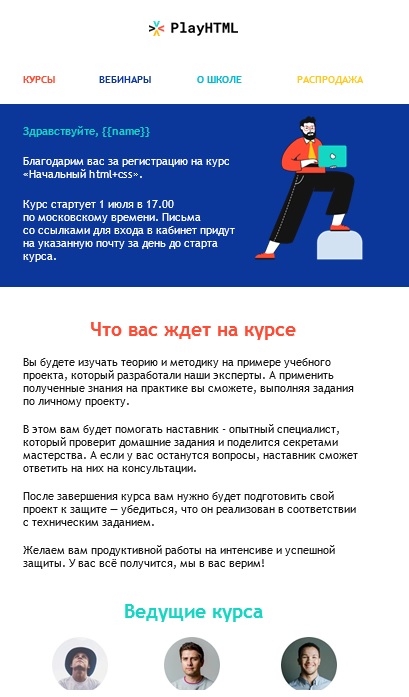 PlayHTML
КУРСЫ ВЕБИНАРЫ О ШКОЛЕ РАСПРОДАЖА
Здравствуйте, {{name}}
Благодарим вас за регистрацию на курс
«Начальный html+css».
Курс стартует 1 июля в 17.00
по московскому времени. Письма
со ссылками для входа в кабинет придут
на указанную почту за день до старта
курса.
Что вас ждет на курсе
Вы будете изучать теорию и методику на примере учебного
проекта, который разработали наши эксперты. А применить
полученные знания на практике вы сможете, выполняя задания
по личному проекту.
В этом вам будет помогать наставник - опытный специалист,
который проверит домашние задания и поделится секретами
мастерства. А если у вас останутся вопросы, наставник сможет
ответить на них на консультации.
После завершения курса вам нужно будет подготовить свой
проект к защите — убедиться, что он реализован в соответствии
с техническим заданием.
Желаем вам продуктивной работы на интенсиве и успешной
защиты. У вас всё получится, мы в вас верим!
Ведущие курса